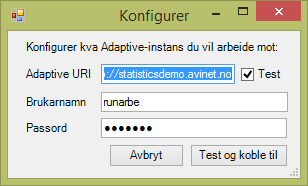 Konfigurer
Konfigurer kva Adaptive-instans du vil arbeide mot:
Adaptive URI ://statisticsdemo.avinet.no Test
Brukarnamn runarbe
Passord ●●●●●●●
Avbryt Test og koble til